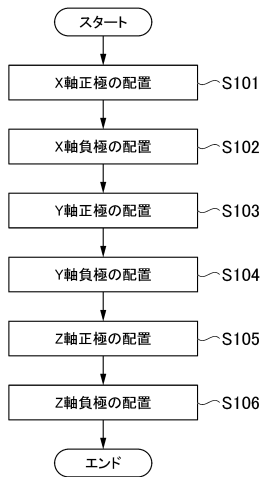 スタート
X軸正極の配置 S101
X軸負極の配置 S102
Y軸正極の配置 S103
Y軸負極の配置 S104
Z軸正極の配置 S105
Z軸負極の配置 S106
エンド